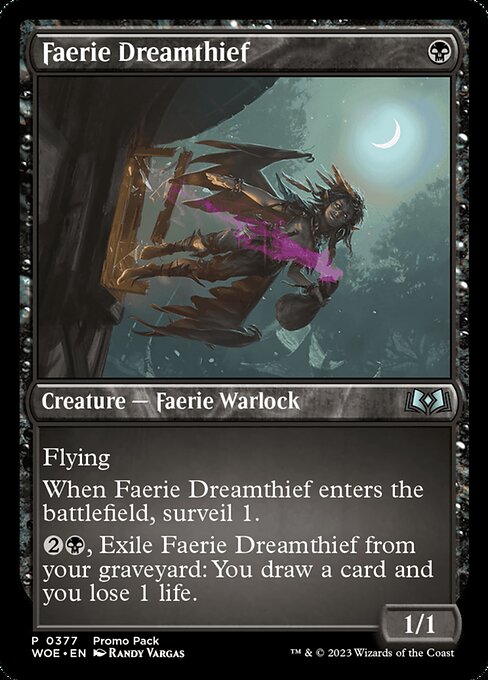 Faerie Dreamthief
Creature — Faerie Warlock
Flying
When Faerie Dreamthief enters the
battlefield, surveil 1.
2, Exile Faerie Dreamthief from
your graveyard: You draw a card and
you lose 1 life.
1/1
P 0377 Promo Pack
WOE • EN Randy Vargas
™ & © 2023 Wizards of the Coast